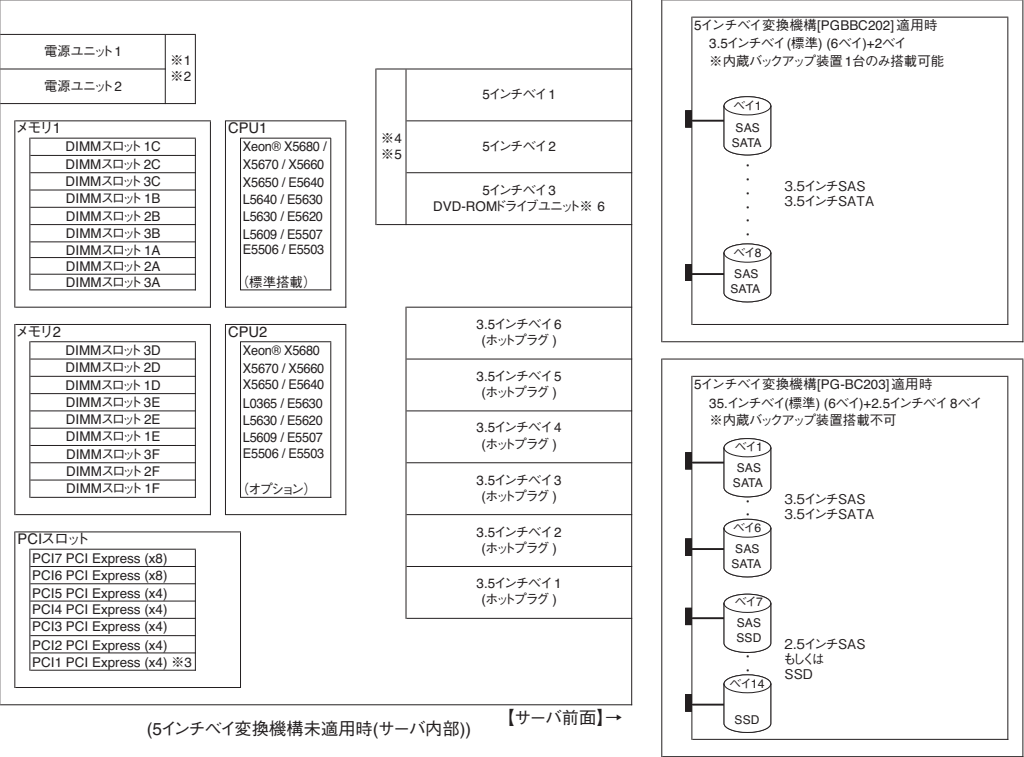 電源ユニット1
※1
※2
電源ユニット2
メモリ1
DIMMスロット 1C
DIMMスロット 2C
DIMMスロット 3C
DIMMスロット 1B
DIMMスロット 2B
DIMMスロット 3B
DIMMスロット 1A
DIMMスロット 2A
DIMMスロット 3A
CPU1
Xeon® X5680 /
X5670 / X5660
X5650 / E5640
L5640 / E5630
L5630 / E5620
L5609 / E5507
E5506 / E5503
(標準搭載)
※4
※5
5インチベイ1
5インチベイ2
5インチベイ3
DVD-ROMドライブユニット※ 6
メモリ2
DIMMスロット 3D
DIMMスロット 2D
DIMMスロット 1D
DIMMスロット 3E
DIMMスロット 2E
DIMMスロット 1E
DIMMスロット 3F
DIMMスロット 2F
DIMMスロット 1F
CPU2
Xeon® X5680
X5670 / X5660
X5650 / E5640
L0365 / E5630
L5630 / E5620
L5609 / E5507
E5506 / E5503
(オプション)
3.5インチベイ6
(ホットプラグ )
3.5インチベイ5
(ホットプラグ )
3.5インチベイ4
(ホットプラグ )
3.5インチベイ3
(ホットプラグ )
3.5インチベイ2
(ホットプラグ )
3.5インチベイ1
(ホットプラグ )
PCIスロット
PCI7 PCI Express (x8)
PCI6 PCI Express (x8)
PCI5 PCI Express (x4)
PCI4 PCI Express (x4)
PCI3 PCI Express (x4)
PCI2 PCI Express (x4)
PCI1 PCI Express (x4) ※3
(5インチベイ変換機構未適用時(サーバ内部))
【サーバ前面】→
5インチベイ変換機構[PGBBC202]適用時
3.5インチベイ(標準) (6ベイ)+2ベイ
※内蔵バックアップ装置1台のみ搭載可能
ベイ1
SAS
SATA
3.5インチSAS
3.5インチSATA
ベイ8
SAS
SATA
5インチベイ変換機構[PG-BC203]適用時
35.インチベイ(標準) (6ベイ)+2.5インチベイ 8ベイ
※内蔵バックアップ装置搭載不可
ベイ1
SAS
SATA
3.5インチSAS
3.5インチSATA
ベイ6
SAS
SATA
ベイ7
SAS
SSD
2.5インチSAS
もしくは
SSD
ベイ14
SSD